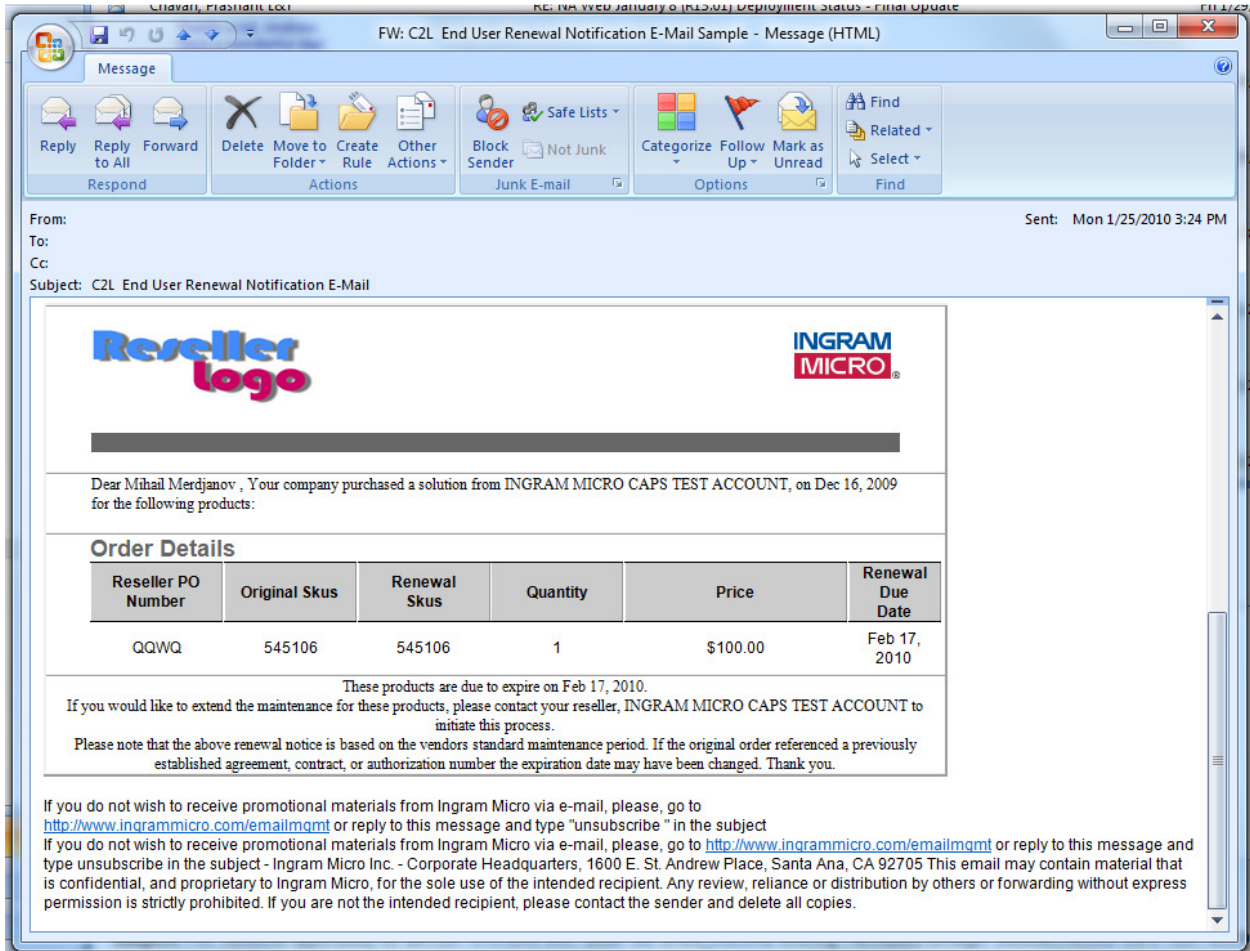 Chavan, Prashant L&T RE: NA Web January 8 (R15.01) Deployment Status - Final Update Fri 1/29/
FW: C2L End User Renewal Notification E-Mail Sample - Message (HTML)
Message
Reply Reply to All Forward
Respond
Delete Move to Folder Create Rule Other Actions
Actions
Block Sender Safe Lists Not Junk
Junk E-mail
Categorize Follow Up Mark as Unread
Options
Find Related Select
Find
From: Sent: Mon 1/25/2010 3:24 PM
To:
Cc:
Subject: C2L End User Renewal Notification E-Mail
Reseller
logo
INGRAM
MICRO ®
Dear Mihail Merdjanov , Your company purchased a solution from INGRAM MICRO CAPS TEST ACCOUNT, on Dec 16, 2009
for the following products:
Order Details
Reseller PO Number Original Skus Renewal Skus Quantity Price Renewal Due Date
QQWQ 545106 545106 1 $100.00 Feb 17, 2010
These products are due to expire on Feb 17, 2010.
If you would like to extend the maintenance for these products, please contact your reseller, INGRAM MICRO CAPS TEST ACCOUNT to
initiate this process.
Please note that the above renewal notice is based on the vendors standard maintenance period. If the original order referenced a previously
established agreement, contract, or authorization number the expiration date may have been changed. Thank you.
If you do not wish to receive promotional materials from Ingram Micro via e-mail, please, go to
http://www.ingrammicro.com/emailmgmt or reply to this message and type "unsubscribe " in the subject
If you do not wish to receive promotional materials from Ingram Micro via e-mail, please, go to http://www.ingrammicro.com/emailmgmt or reply to this message and
type unsubscribe in the subject - Ingram Micro Inc. - Corporate Headquarters, 1600 E. St. Andrew Place, Santa Ana, CA 92705 This email may contain material that
is confidential, and proprietary to Ingram Micro, for the sole use of the intended recipient. Any review, reliance or distribution by others or forwarding without express
permission is strictly prohibited. If you are not the intended recipient, please contact the sender and delete all copies.